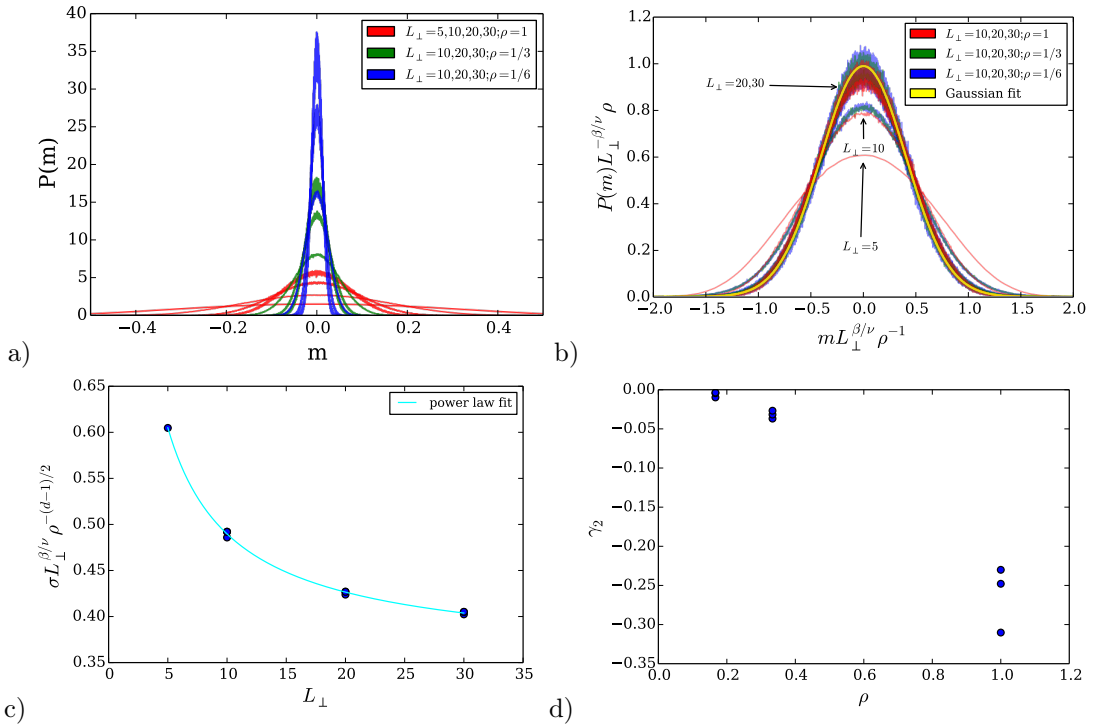 40
35
30
25
20
15
10
5
0
P(m)
−0.4 −0.2 0.0 0.2 0.4
m
L⊥=5,10,20,30;ρ=1
L⊥=10,20,30;ρ=1/3
L⊥=10,20,30;ρ=1/6
a)
1.2
1.0
0.8
0.6
0.4
0.2
0.0
P(m)L⊥^{−β/ν} ρ
−2.0 −1.5 −1.0 −0.5 0.0 0.5 1.0 1.5 2.0
mL⊥^{β/ν} ρ^{−1}
L⊥=10,20,30;ρ=1
L⊥=10,20,30;ρ=1/3
L⊥=10,20,30;ρ=1/6
Gaussian fit
L⊥=20,30
L⊥=10
L⊥=5
b)
0.65
0.60
0.55
0.50
0.45
0.40
0.35
σL⊥^{β/ν} ρ^{−(d−1)/2}
0 5 10 15 20 25 30 35
L⊥
power law fit
c)
0.00
−0.05
−0.10
−0.15
−0.20
−0.25
−0.30
−0.35
γ₂
0.0 0.2 0.4 0.6 0.8 1.0 1.2
ρ
d)